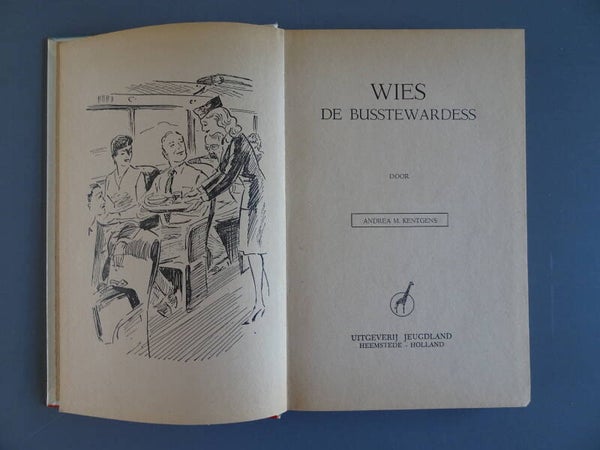 WIES
DE BUSSTEWARDESS
DOOR
ANDREA M. KENTGENS
UITGEVERIJ JEUGDLAND
HEEMSTEDE - HOLLAND